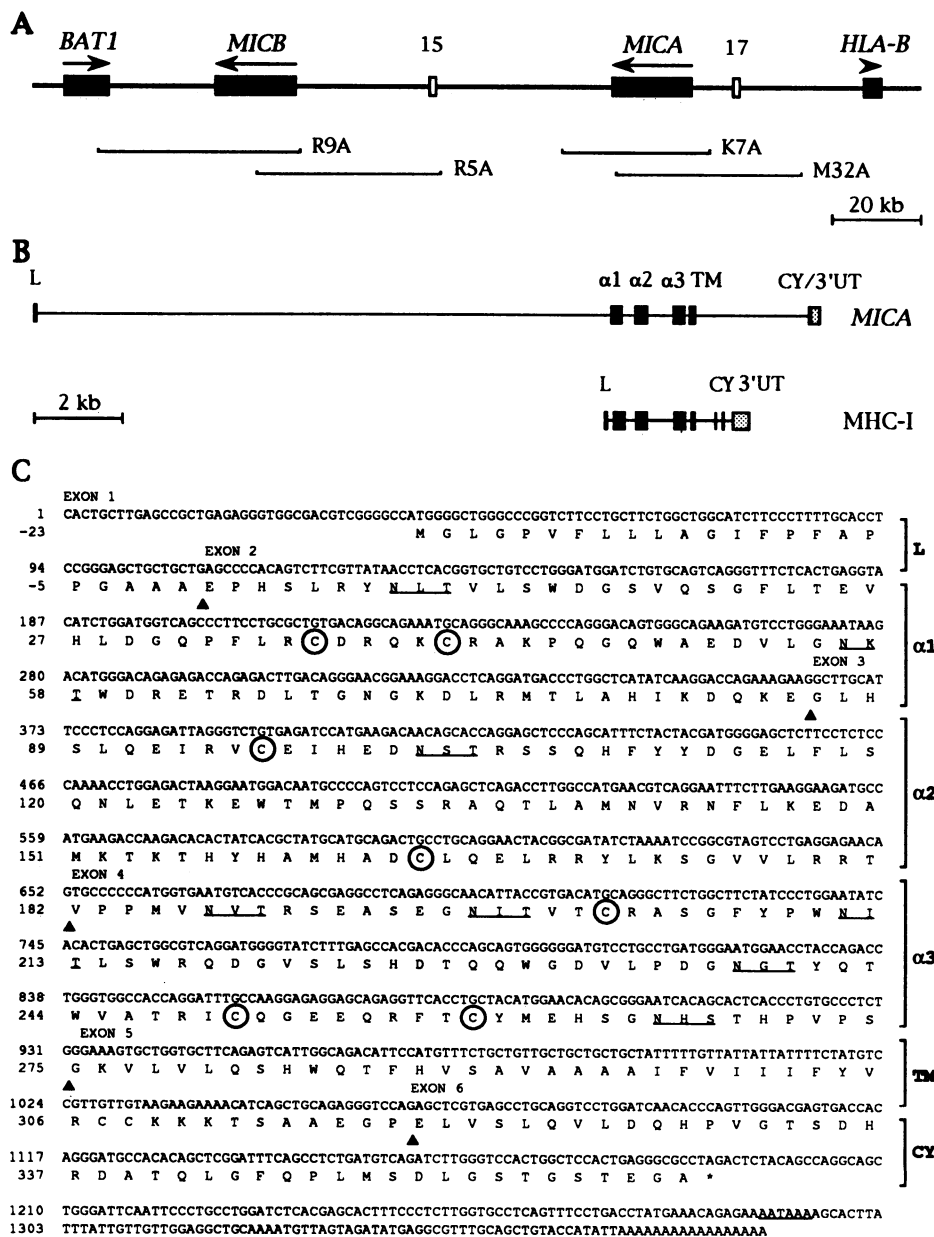 A
BAT1 MICB 15 MICA 17 HLA-B
R9A K7A
R5A M32A
20 kb
B
L α1 α2 α3 TM CY/3'UT
MICA
L CY 3'UT
2 kb MHC-I
C
EXON 1
1 CACTGCTTGAGCCGCTGAGAGGGTGGCGACGTCGGGGCCATGGGGCTGGGCCCGGTCTTCCTGCTTCTGGCTGGCATCTTCCCTTTTGCACCT
-23 M G L G P V F L L L A G I F P F A P
L
EXON 2
94 CCGGGAGCTGCTGCTGAGCCCCACAGTCTTCGTTATAACCTCACGGTGCTGTCCTGGGATGGATCTGTGCAGTCAGGGTTTCTCACTGAGGTA
-5 P G A A A E P H S L R Y N L T V L S W D G S V Q S G F L T E V
187 CATCTGGATGGTCAGCCCTTCCTGCGCTGTGACAGGCAGAAATGCAGGGCAAAGCCCCAGGGACAGTGGGCAGAAGATGTCCTGGGAAATAAG
27 H L D G Q P F L R C D R Q K C R A K P Q G Q W A E D V L G N K
α1
EXON 3
280 ACATGGGACAGAGAGACCAGAGACTTGACAGGGAACGGAAAGGACCTCAGGATGACCCTGGCTCATATCAAGGACCAGAAAGAAGGCTTGCAT
58 T W D R E T R D L T G N G K D L R M T L A H I K D Q K E G L H
373 TCCCTCCAGGAGATTAGGGTCTGTGAGATCCATGAAGACAACAGCACCAGGAGCTCCCAGCATTTCTACTACGATGGGGAGCTCTTCCTCTCC
89 S L Q E I R V C E I H E D N S T R S S Q H F Y Y D G E L F L S
466 CAAAACCTGGAGACTAAGGAATGGACAATGCCCCAGTCCTCCAGAGCTCAGACCTTGGCCATGAACGTCAGGAATTTCTTGAAGGAAGATGCC
120 Q N L E T K E W T M P Q S S R A Q T L A M N V R N F L K E D A
α2
559 ATGAAGACCAAGACACACTATCACGCTATGCATGCAGACTGCCTGCAGGAACTACGGCGATATCTAAAATCCGGCGTAGTCCTGAGGAGAACA
151 M K T K T H Y H A M H A D C L Q E L R R Y L K S G V V L R R T
EXON 4
652 GTGCCCCCCATGGTGAATGTCACCCGCAGCGAGGCCTCAGAGGGCAACATTACCGTGACATGCAGGGCTTCTGGCTTCTATCCCTGGAATATC
182 V P P M V N V T R S E A S E G N I T V T C R A S G F Y P W N I
745 ACACTGAGCTGGCGTCAGGATGGGGTATCTTTGAGCCACGACACCCAGCAGTGGGGGGATGTCCTGCCTGATGGGAATGGAACCTACCAGACC
213 T L S W R Q D G V S L S H D T Q Q W G D V L P D G N G T Y Q T
α3
838 TGGGTGGCCACCAGGATTTGCCAAGGAGAGGAGCAGAGGTTCACCTGCTACATGGAACACAGCGGGAATCACAGCACTCACCCTGTGCCCTCT
244 W V A T R I C Q G E E Q R F T C Y M E H S G N H S T H P V P S
EXON 5
931 GGGAAAGTGCTGGTGCTTCAGAGTCATTGGCAGACATTCCATGTTTCTGCTGTTGCTGCTGCTGCTATTTTTGTTATTATTATTTTCTATGTC
275 G K V L V L Q S H W Q T F H V S A V A A A A I F V I I I F Y V
TM
EXON 6
1024 CGTTGTTGTAAGAAGAAAACATCAGCTGCAGAGGGTCCAGAGCTCGTGAGCCTGCAGGTCCTGGATCAACACCCAGTTGGGACGAGTGACCAC
306 R C C K K K T S A A E G P E L V S L Q V L D Q H P V G T S D H
CY
1117 AGGGATGCCACACAGCTCGGATTTCAGCCTCTGATGTCAGATCTTGGGTCCACTGGCTCCACTGAGGGCGCCTAGACTCTACAGCCAGGCAGC
337 R D A T Q L G F Q P L M S D L G S T G S T E G A *
1210 TGGGATTCAATTCCCTGCCTGGATCTCACGAGCACTTTCCCTCTTGGTGCCTCAGTTTCCTGACCTATGAAACAGAGAAAATAAAAGCACTTA
1303 TTTATTGTTGTTGGAGGCTGCAAAATGTTAGTAGATATGAGGCGTTTGCAGCTGTACCATATTAAAAAAAAAAAAAAAAA